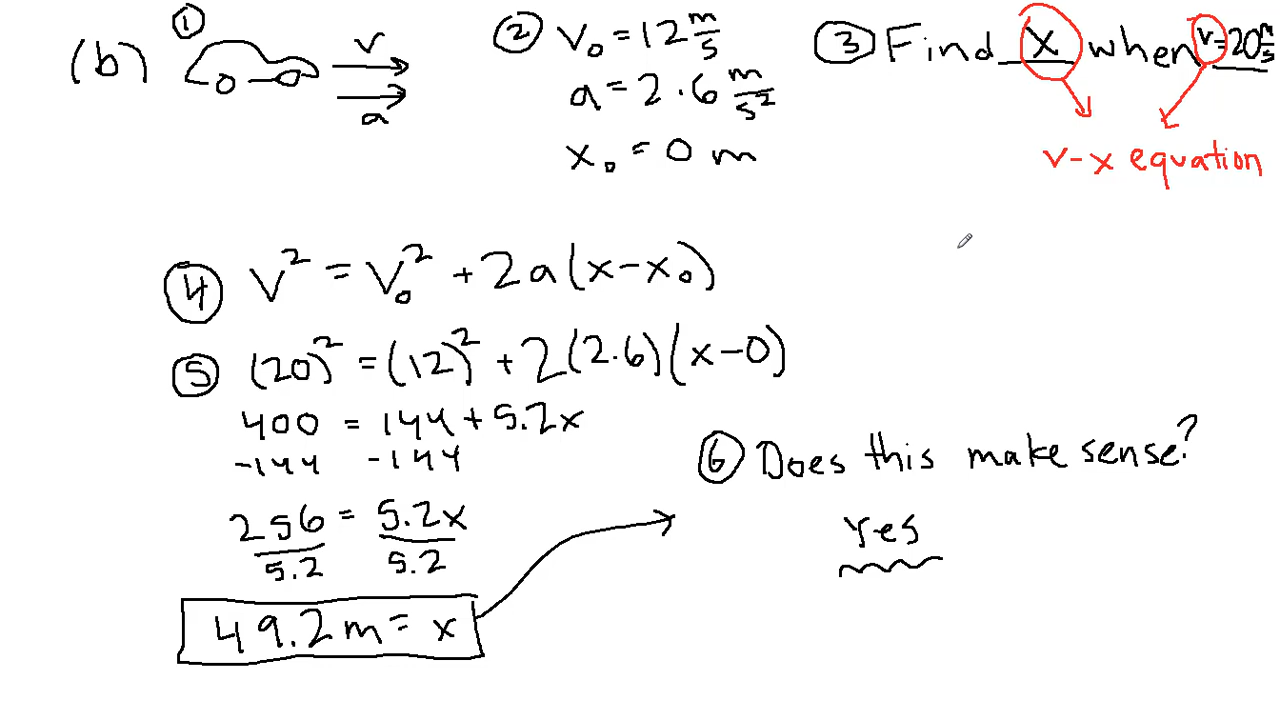 (b) ① v a
② v₀ = 12 m/s
a = 2.6 m/s²
x₀ = 0 m
③ Find x when v=20 m/s
v-x equation
④ v² = v₀² + 2a(x-x₀)
⑤ (20)² = (12)² + 2(2.6)(x-0)
400 = 144 + 5.2x
-144 -144
256 = 5.2x
5.2 5.2
49.2 m = x
⑥ Does this make sense?
Yes